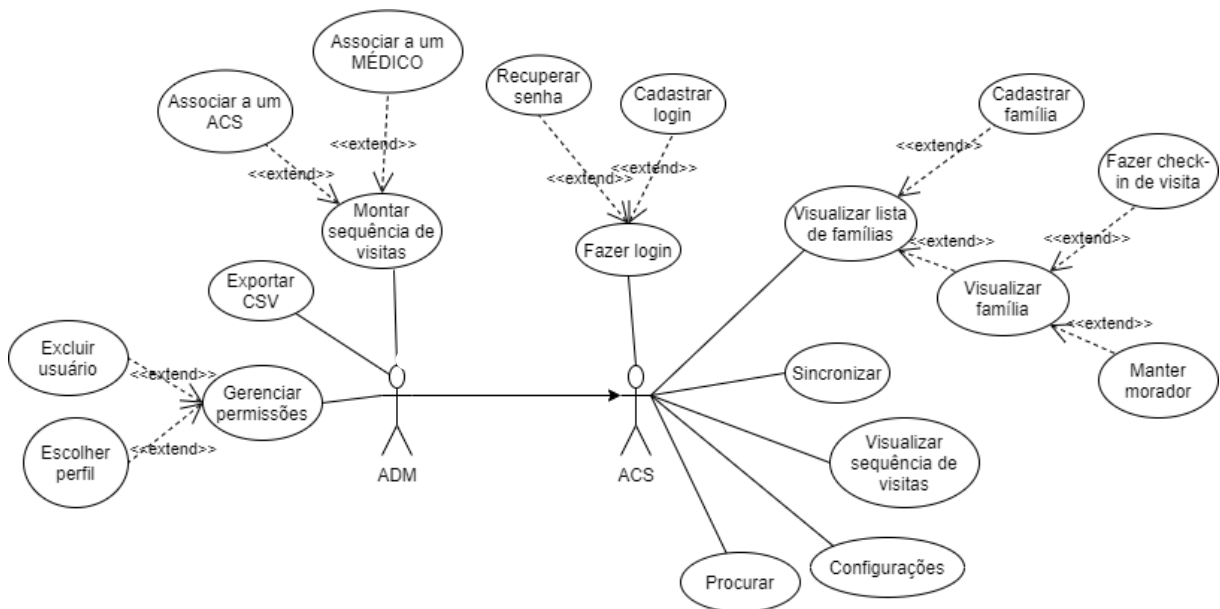 Associar a um
MÉDICO
Associar a um
ACS
Recuperar
senha
Cadastrar
login
Cadastrar
família
<<extend>>
<<extend>>
<<extend>>
<<extend>>
<<extend>>
Fazer check-
in de visita
Montar
sequência de
visitas
Fazer login
Visualizar lista
de famílias
<<extend>>
<<extend>>
Exportar
CSV
Visualizar
família
<<extend>>
Excluir
usuário
<<extend>>
Gerenciar
permissões
Sincronizar
Manter
morador
<<extend>>
Escolher
perfil
Visualizar
sequência de
visitas
ADM
ACS
Configurações
Procurar